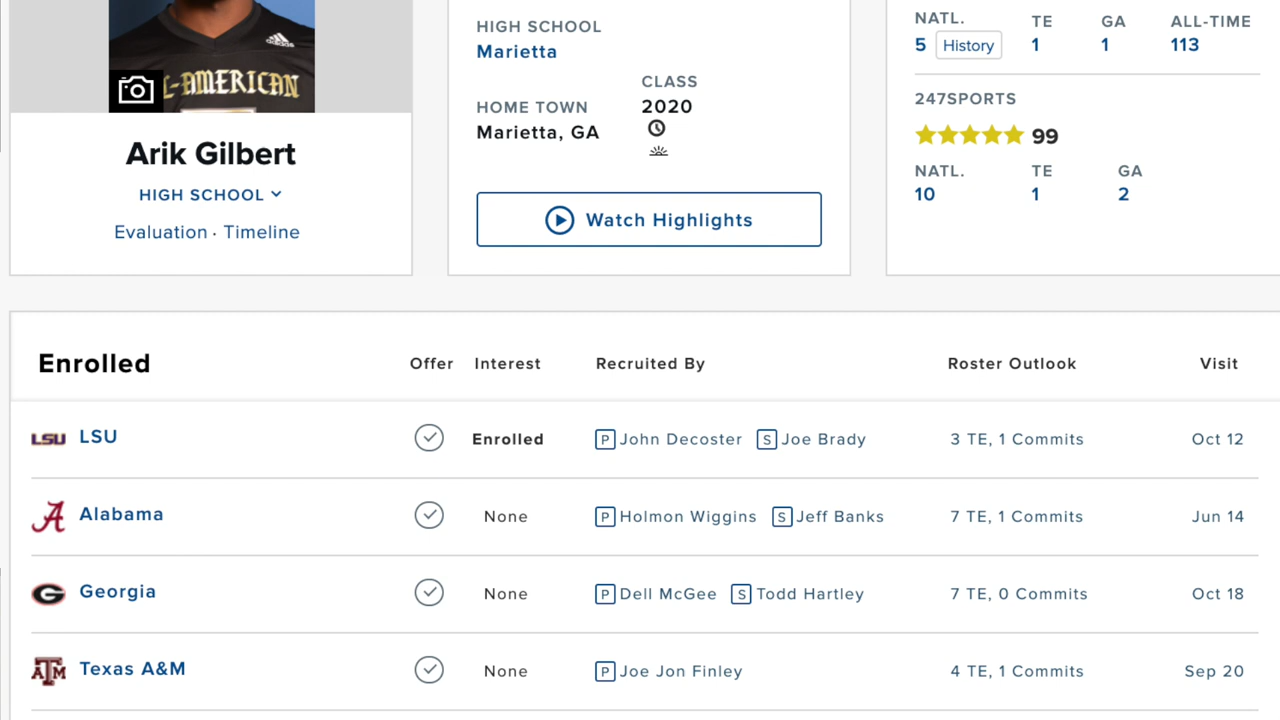 adidas
L-AMERICAN
Arik Gilbert
HIGH SCHOOL
Evaluation · Timeline
HIGH SCHOOL
Marietta
CLASS
2020
HOME TOWN
Marietta, GA
Watch Highlights
NATL. TE GA ALL-TIME
5 History 1 1 113
247SPORTS
99
NATL. TE GA
10 1 2
Enrolled Offer Interest Recruited By Roster Outlook Visit
LSU LSU Enrolled P John Decoster S Joe Brady 3 TE, 1 Commits Oct 12
A Alabama None P Holmon Wiggins S Jeff Banks 7 TE, 1 Commits Jun 14
G Georgia None P Dell McGee S Todd Hartley 7 TE, 0 Commits Oct 18
ATM Texas A&M None P Joe Jon Finley 4 TE, 1 Commits Sep 20